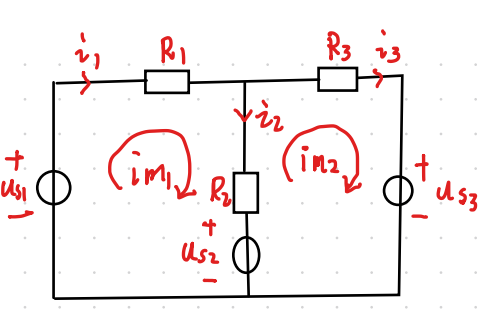 i1
R1
R3
i3
i2
im1
im2
+
us1
−
R2
+
us2
−
+
us3
−